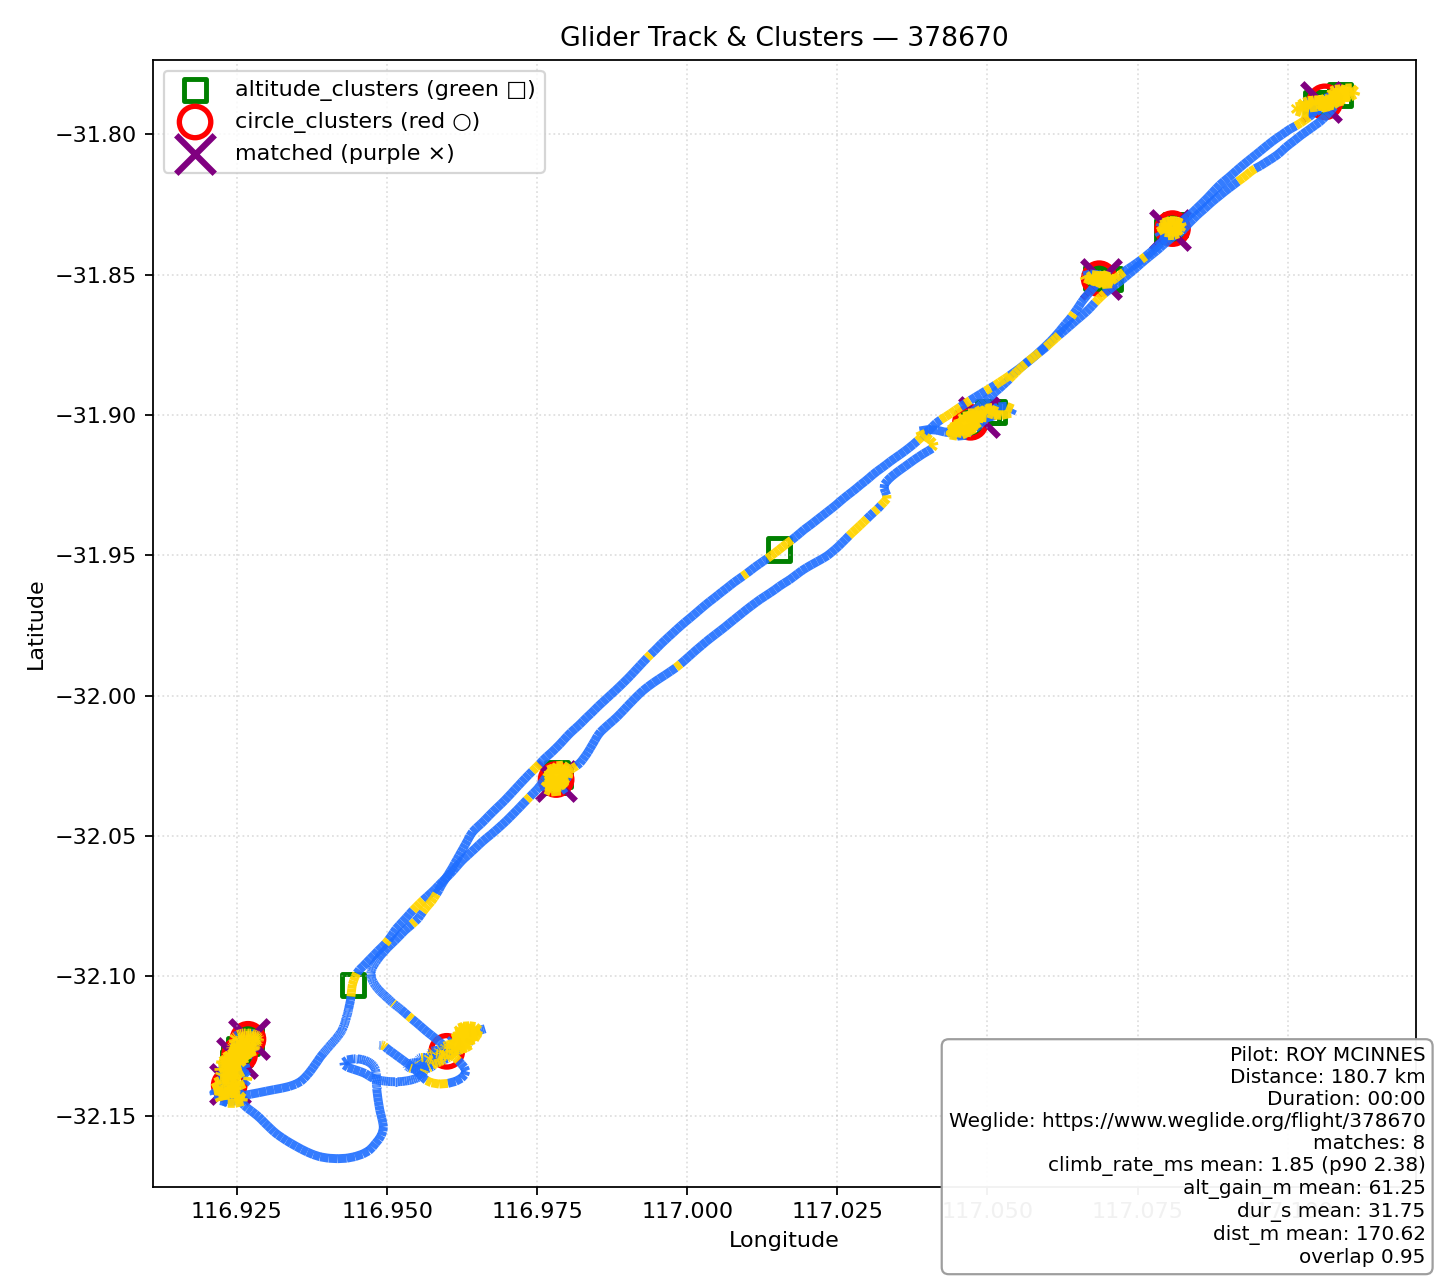 Glider Track & Clusters — 378670
altitude_clusters (green □)
circle_clusters (red ○)
matched (purple ×)
−31.80
−31.85
−31.90
−31.95
−32.00
−32.05
−32.10
−32.15
Latitude
116.925
116.950
116.975
117.000
117.025
117.050
117.075
Longitude
Pilot: ROY MCINNES
Distance: 180.7 km
Duration: 00:00
Weglide: https://www.weglide.org/flight/378670
matches: 8
climb_rate_ms mean: 1.85 (p90 2.38)
alt_gain_m mean: 61.25
dur_s mean: 31.75
dist_m mean: 170.62
overlap 0.95